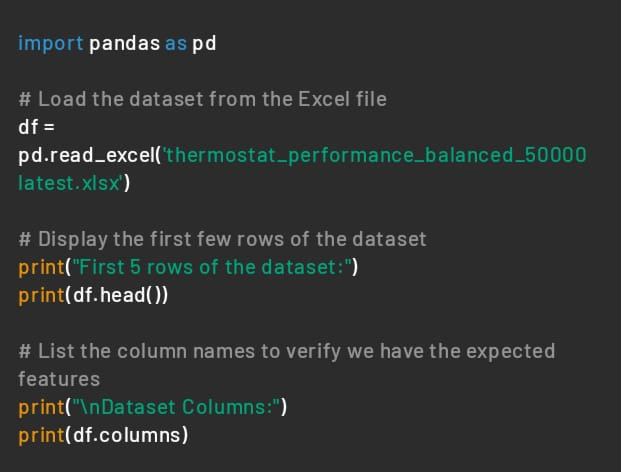 import pandas as pd
# Load the dataset from the Excel file
df =
pd.read_excel('thermostat_performance_balanced_50000
latest.xlsx')
# Display the first few rows of the dataset
print("First 5 rows of the dataset:")
print(df.head())
# List the column names to verify we have the expected
features
print("\nDataset Columns:")
print(df.columns)